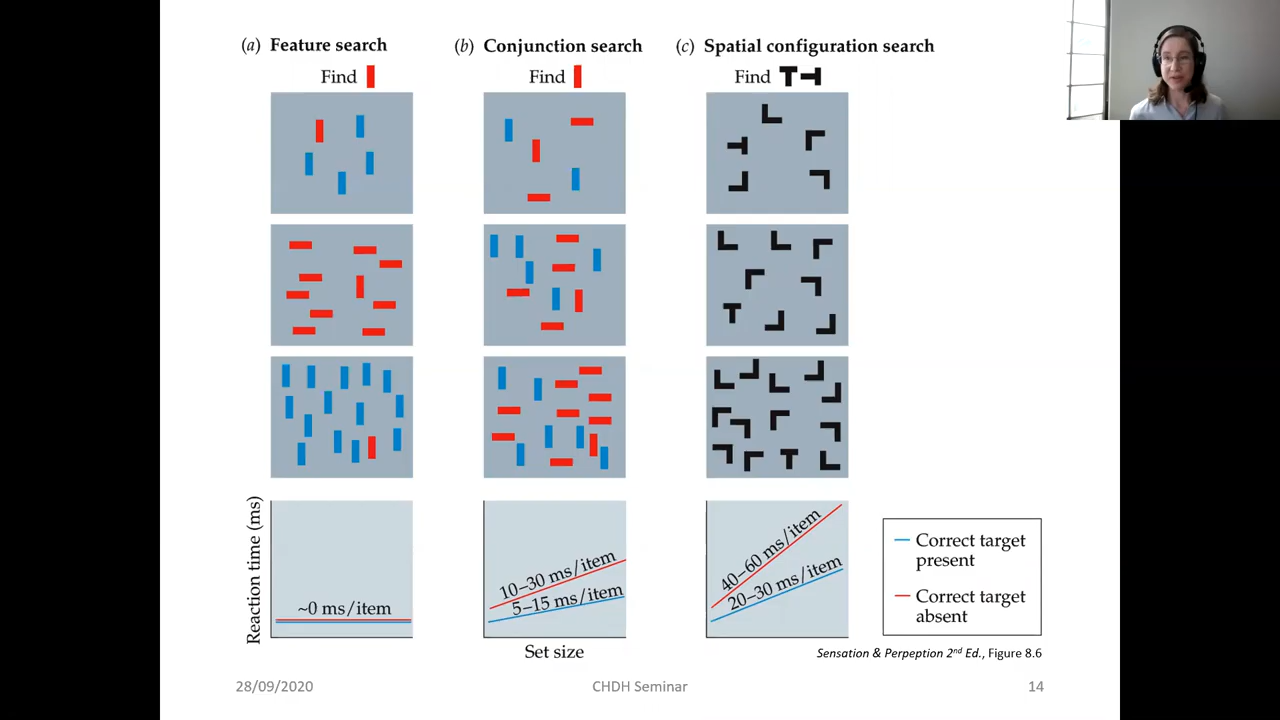 (a) Feature search
(b) Conjunction search
(c) Spatial configuration search
Find
Find
Find
Reaction time (ms)
~0 ms/item
10–30 ms/item
5–15 ms/item
40–60 ms/item
20–30 ms/item
Set size
Correct target
present
Correct target
absent
Sensation & Perpeption 2nd Ed., Figure 8.6
28/09/2020
CHDH Seminar
14